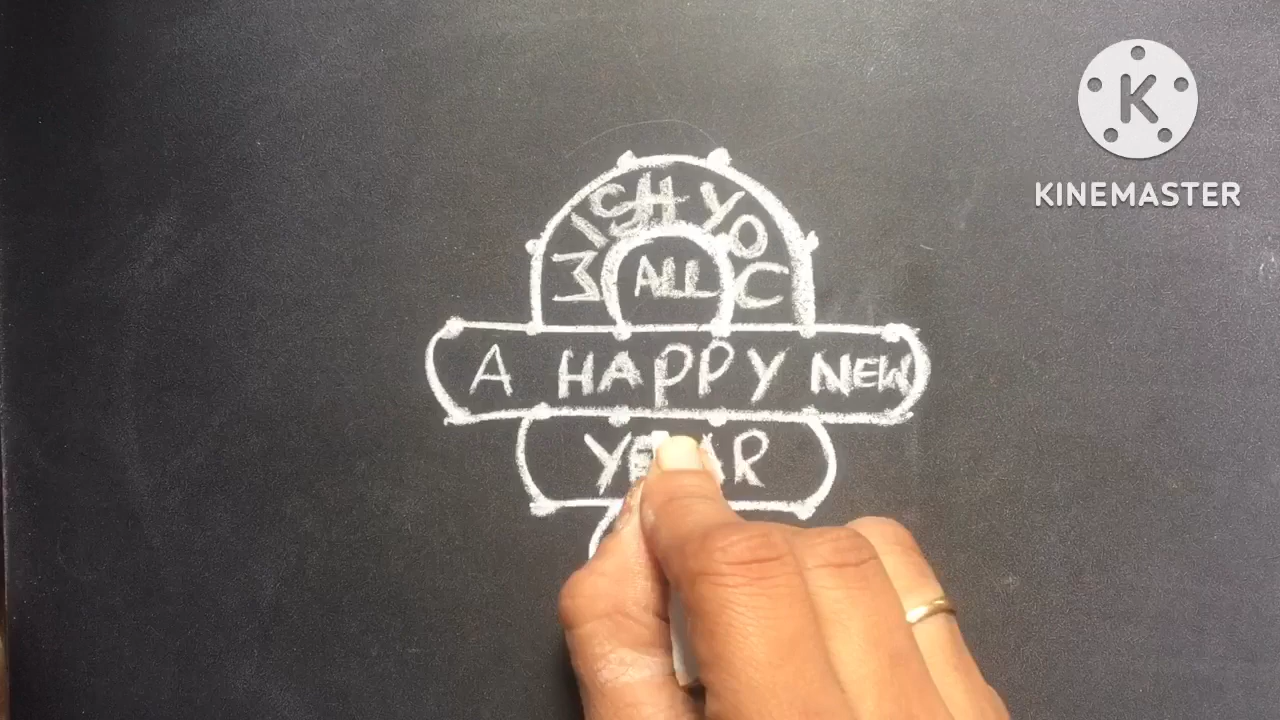 WISH YOU
ALL
A HAPPY NEW
YEAR
K
KINEMASTER